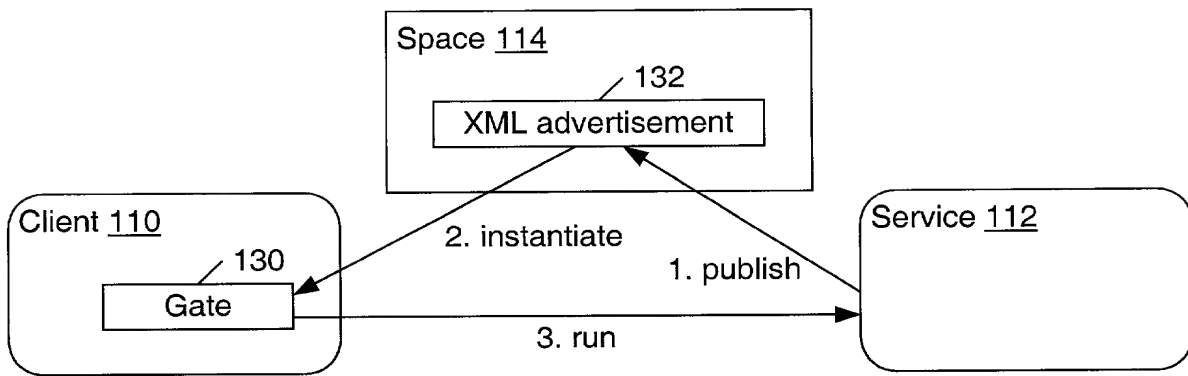 Space 114
132
XML advertisement
Client 110
2. instantiate
Service 112
130
1. publish
Gate
3. run